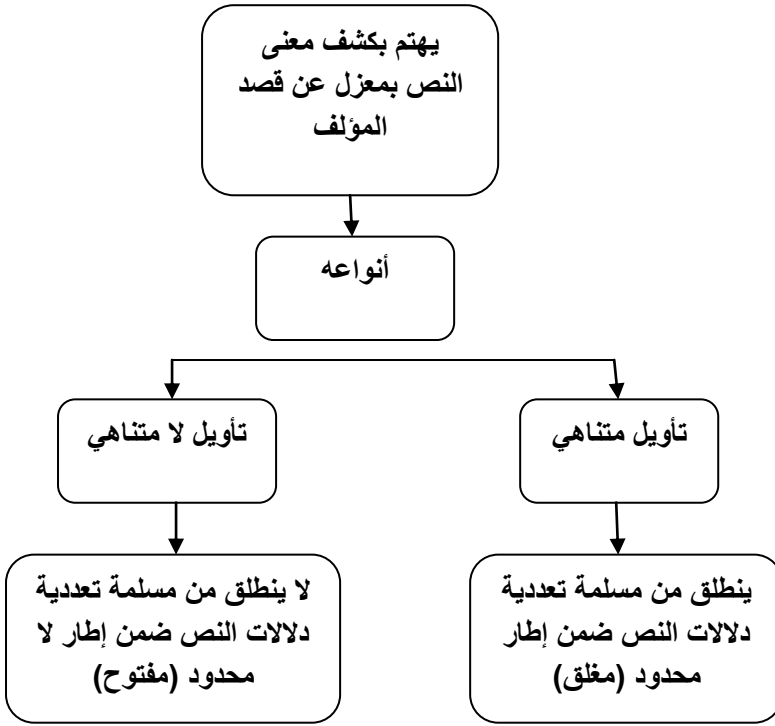 يهتم بكشف معنى
النص بمعزل عن قصد
المؤلف
أنواعه
تأويل متناهي
تأويل لا متناهي
ينطلق من مسلمة تعددية
دلالات النص ضمن إطار
محدود (مغلق)
لا ينطلق من مسلمة تعددية
دلالات النص ضمن إطار لا
محدود (مفتوح)